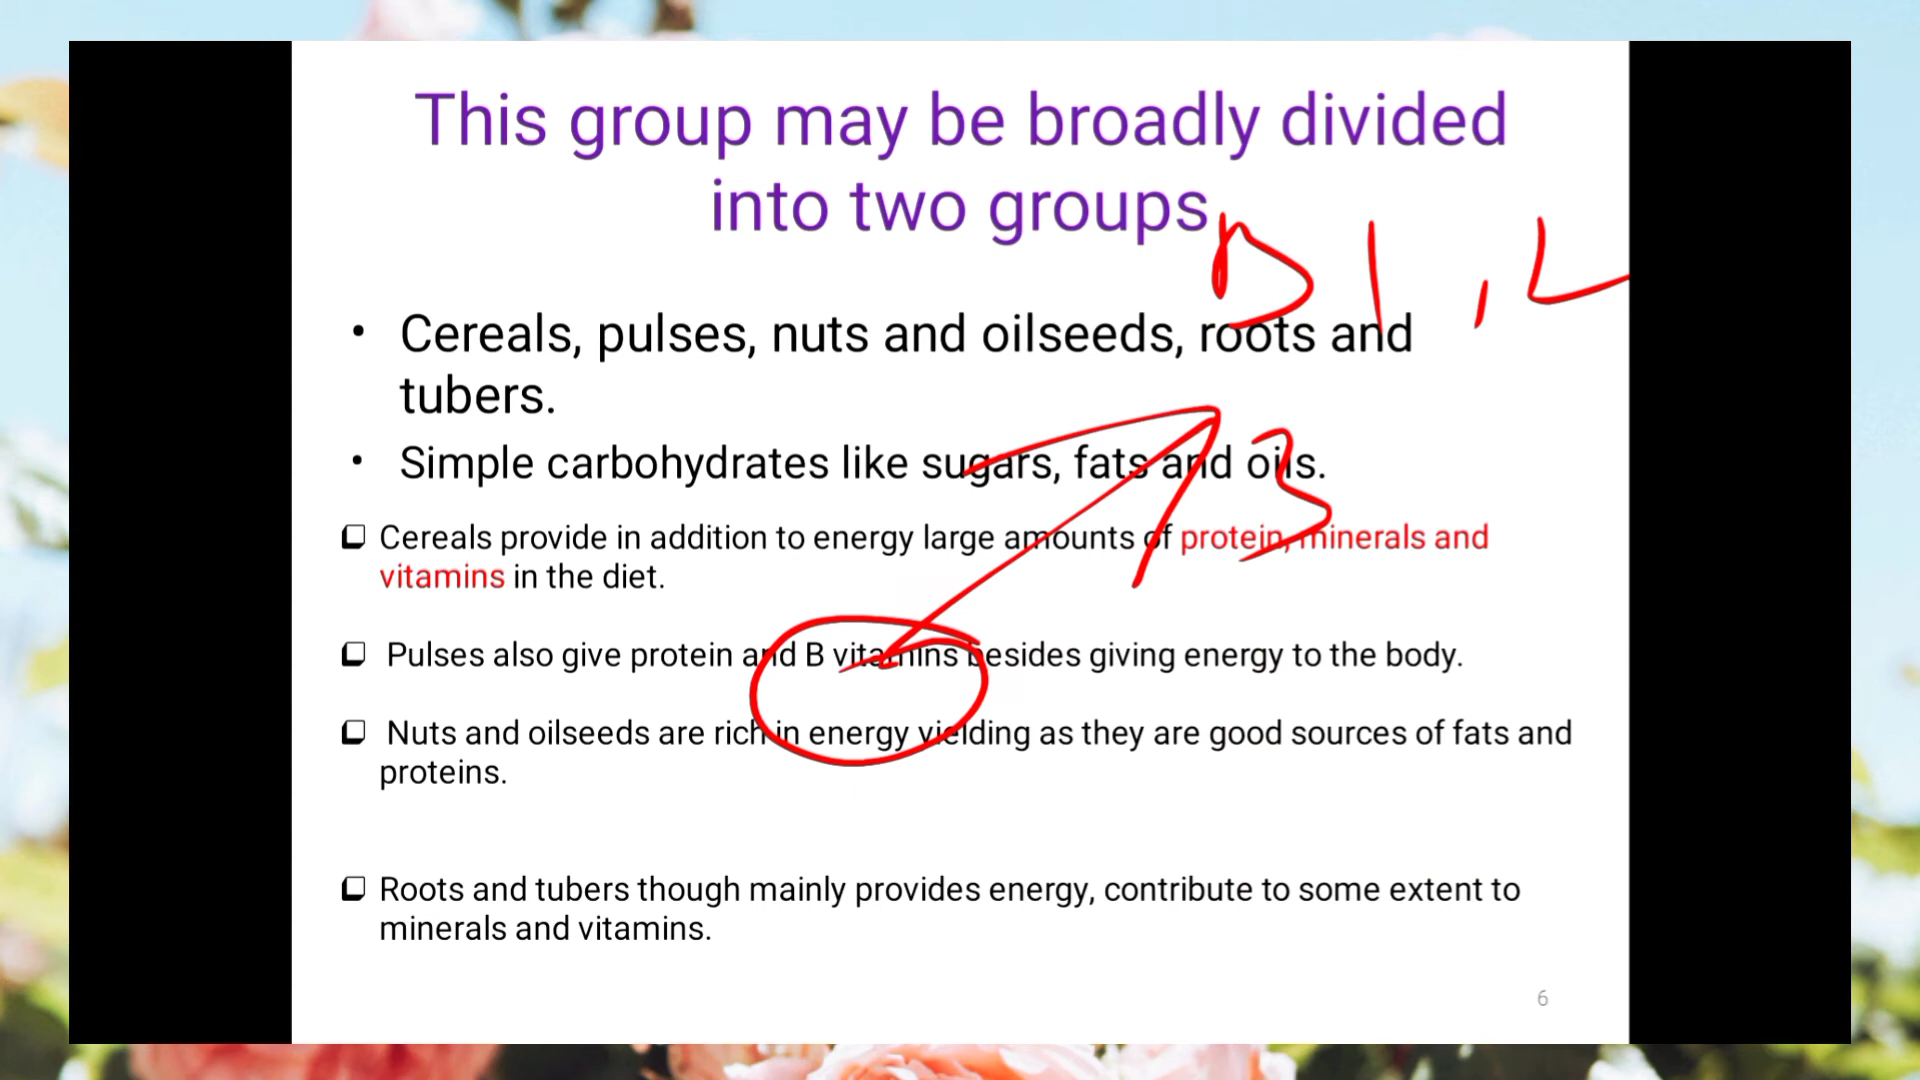 This group may be broadly divided
into two groups
B1,2
• Cereals, pulses, nuts and oilseeds, roots and
tubers.
• Simple carbohydrates like sugars, fats and oils.
3
❑ Cereals provide in addition to energy large amounts of protein, minerals and
vitamins in the diet.
❑ Pulses also give protein and B vitamins besides giving energy to the body.
❑ Nuts and oilseeds are rich in energy yielding as they are good sources of fats and
proteins.
❑ Roots and tubers though mainly provides energy, contribute to some extent to
minerals and vitamins.
6